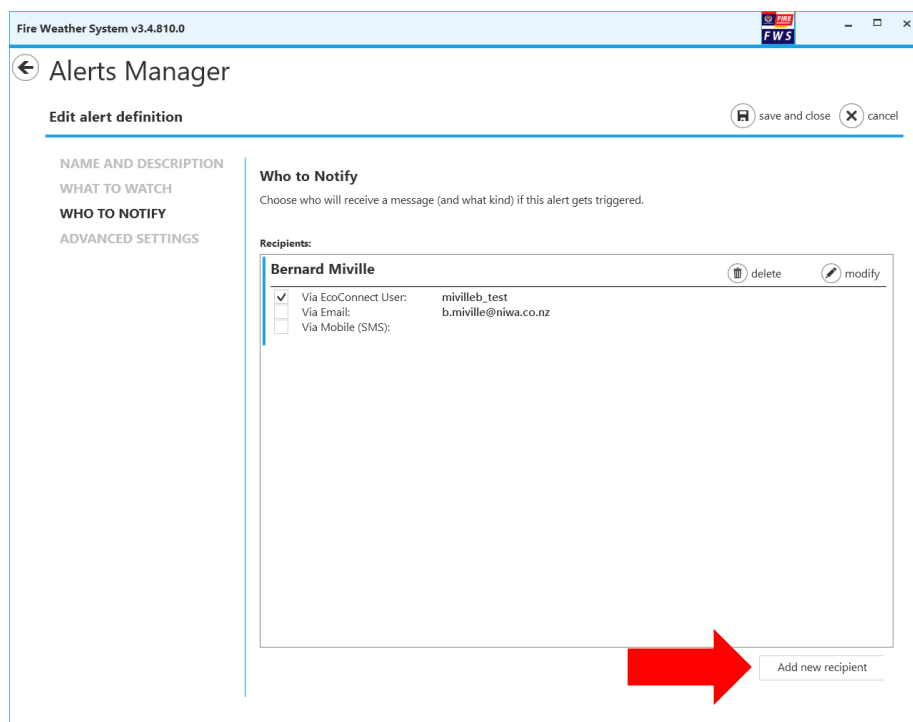 Fire Weather System v3.4.810.0
FIRE
FWS
Alerts Manager
Edit alert definition
save and close
cancel
NAME AND DESCRIPTION
WHAT TO WATCH
WHO TO NOTIFY
ADVANCED SETTINGS
Who to Notify
Choose who will receive a message (and what kind) if this alert gets triggered.
Recipients:
Bernard Miville
delete
modify
Via EcoConnect User: mivilleb_test
Via Email: b.miville@niwa.co.nz
Via Mobile (SMS):
Add new recipient